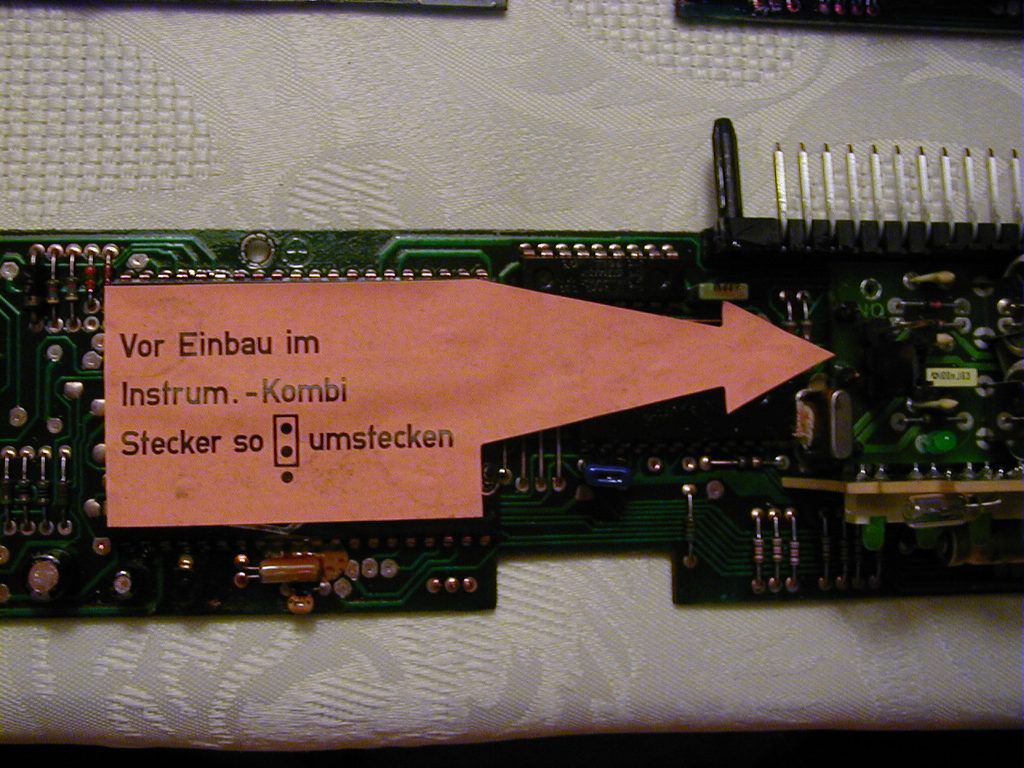 Vor Einbau im
Instrum.-Kombi
Stecker so umstecken